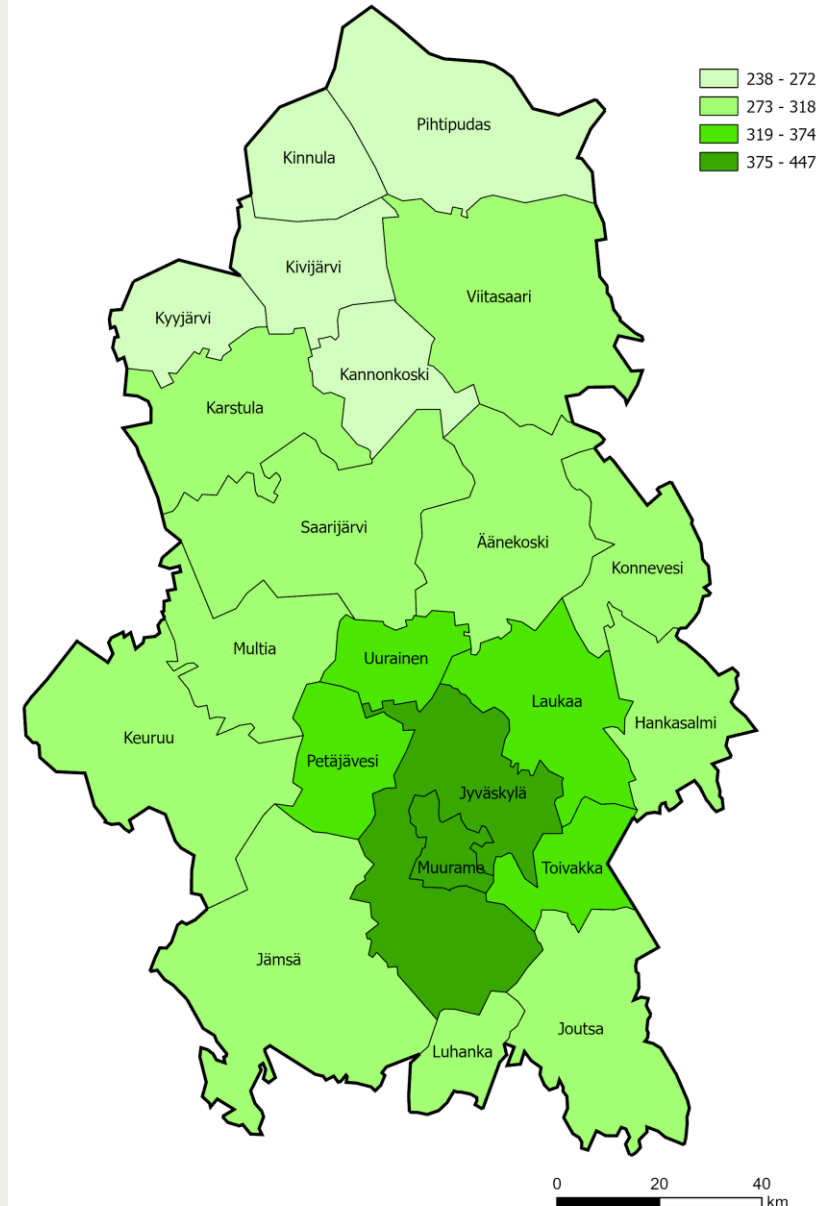 238 - 272
273 - 318
319 - 374
375 - 447
Pihtipudas
Kinnula
Kivijärvi
Viitasaari
Kyyjärvi
Kannonkoski
Karstula
Saarijärvi
Äänekoski
Konnevesi
Multia
Uurainen
Laukaa
Hankasalmi
Keuruu
Petäjävesi
Jyväskylä
Muurame
Toivakka
Jämsä
Joutsa
Luhanka
0 20 40
km